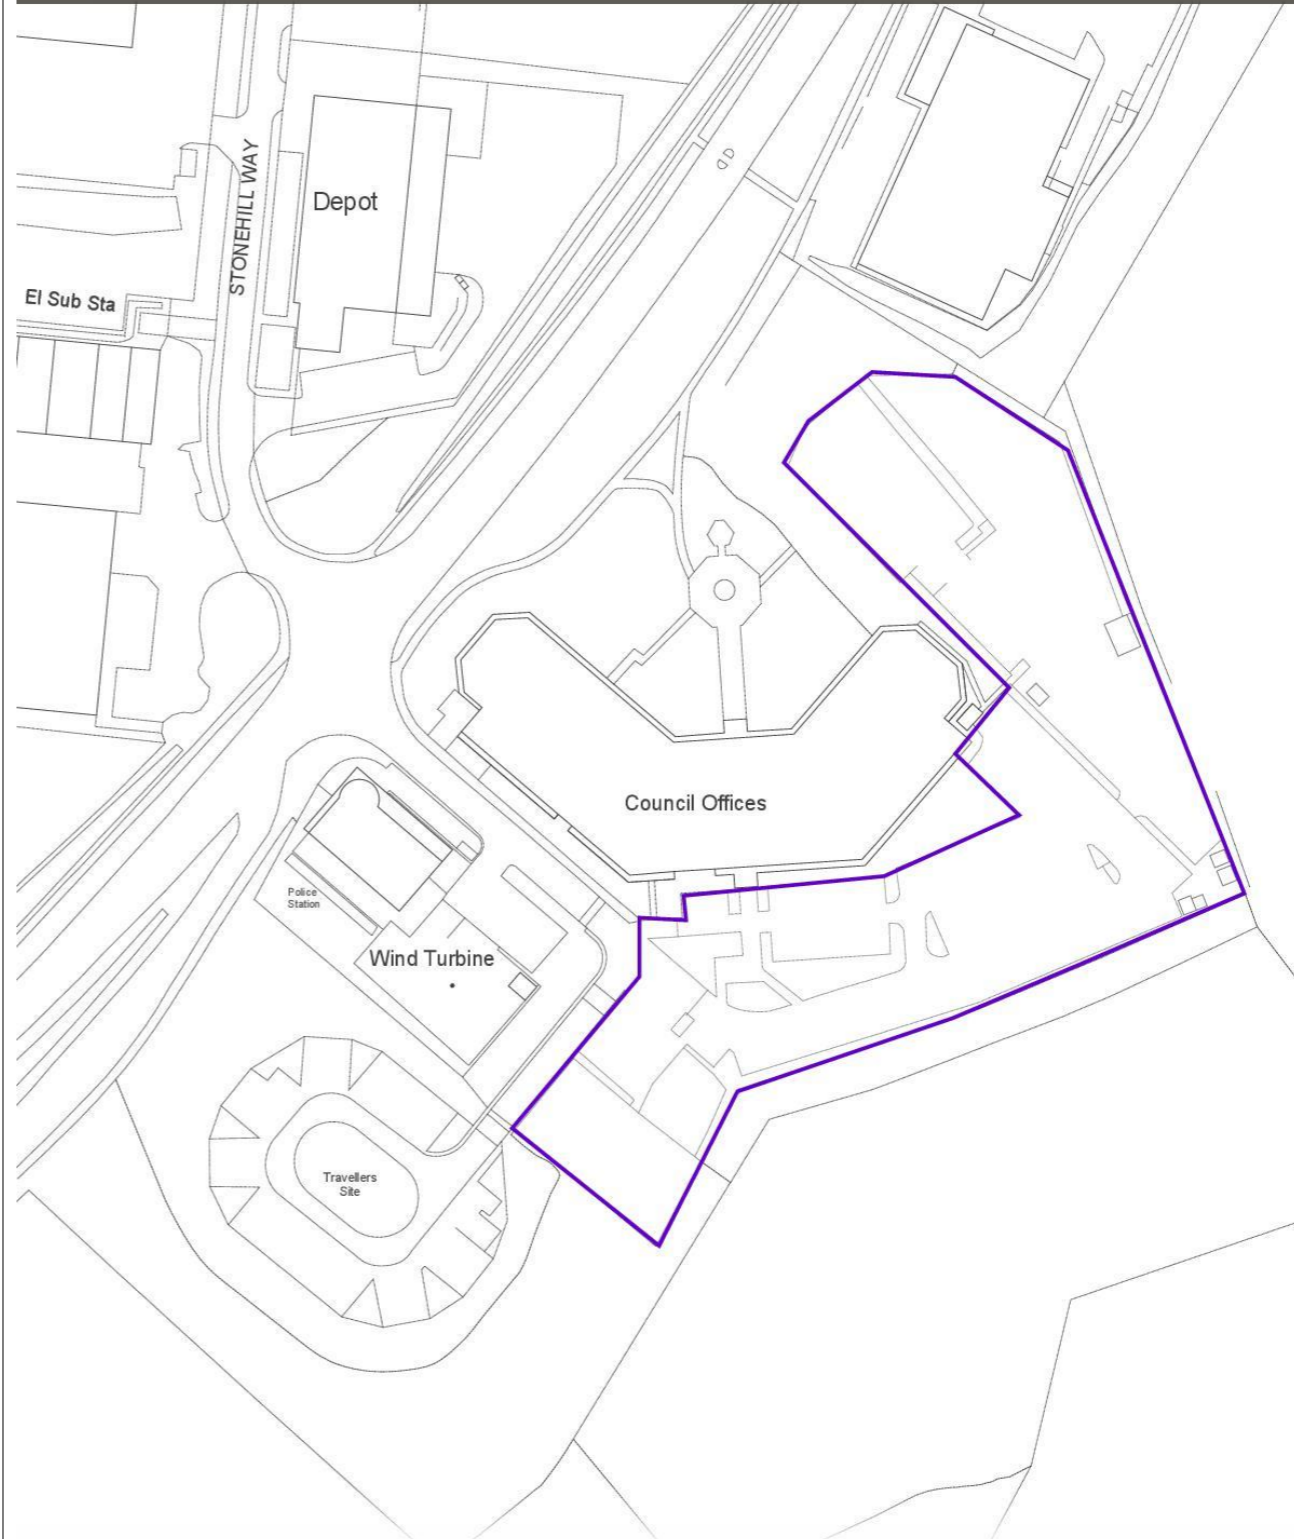 STONEHILL WAY
Depot
El Sub Sta
Council Offices
Police
Station
Wind Turbine
Travellers
Site